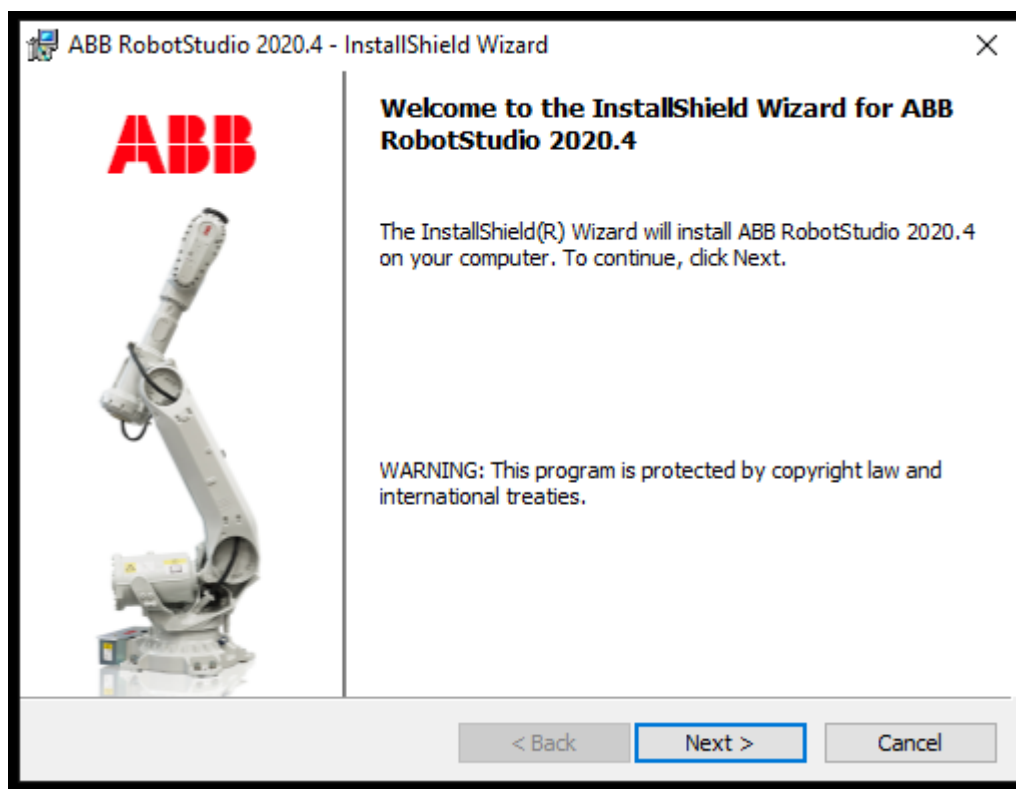 ABB RobotStudio 2020.4 - InstallShield Wizard
ABB
Welcome to the InstallShield Wizard for ABB
RobotStudio 2020.4
The InstallShield(R) Wizard will install ABB RobotStudio 2020.4
on your computer. To continue, click Next.
WARNING: This program is protected by copyright law and
international treaties.
< Back
Next >
Cancel